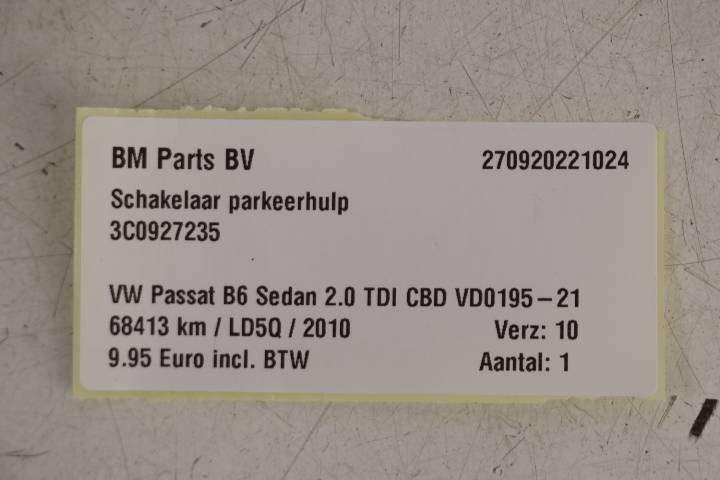 BM Parts BV 270920221024
Schakelaar parkeerhulp
3C0927235
VW Passat B6 Sedan 2.0 TDI CBD VD0195-21
68413 km / LD5Q / 2010 Verz: 10
9.95 Euro incl. BTW Aantal: 1